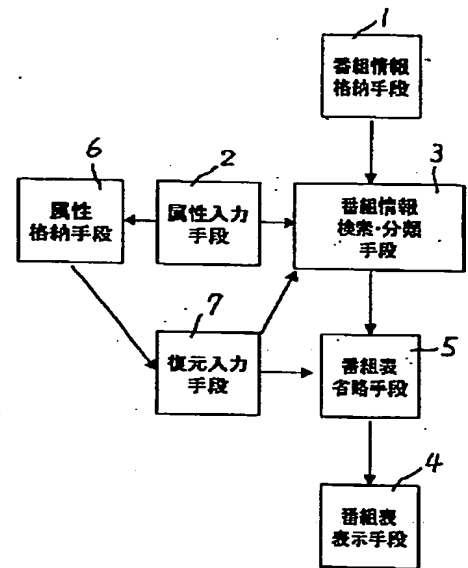 1
番組情報
格納手段
6
2
3
属性
格納手段
属性入力
手段
番組情報
検索・分類
手段
7
復元入力
手段
5
番組表
省略手段
4
番組表
表示手段